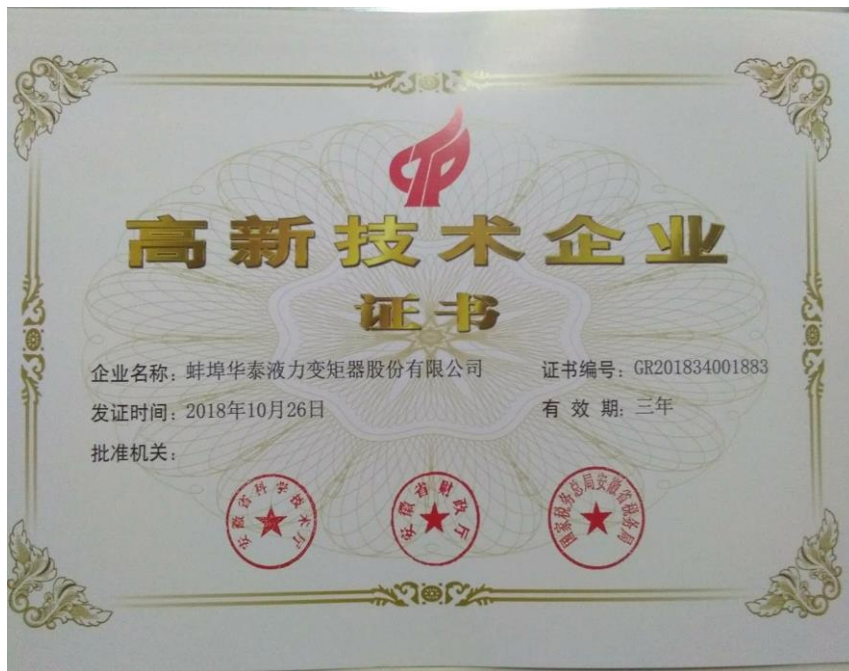 高新技术企业
证书
企业名称：蚌埠华泰液力变矩器股份有限公司 证书编号：GR201834001883
发证时间：2018年10月26日 有 效 期：三年
批准机关：
安徽省科学技术厅 安徽省财政厅 国家税务总局安徽省税务局